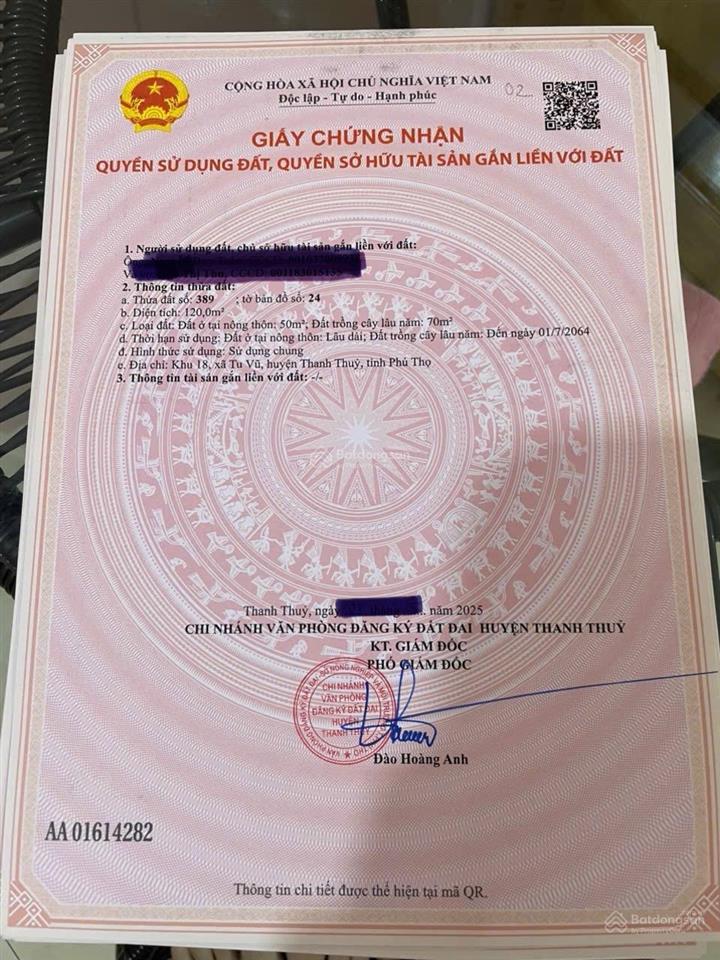 CỘNG HÒA XÃ HỘI CHỦ NGHĨA VIỆT NAM
Độc lập - Tự do - Hạnh phúc
02
GIẤY CHỨNG NHẬN
QUYỀN SỬ DỤNG ĐẤT, QUYỀN SỞ HỮU TÀI SẢN GẮN LIỀN VỚI ĐẤT
1. Người sử dụng đất, chủ sở hữu tài sản gắn liền với đất:
2. Thông tin thửa đất:
a. Thửa đất số: 389 ; tờ bản đồ số: 24
b. Diện tích: 120,0m²
c. Loại đất: Đất ở tại nông thôn: 50m²; Đất trồng cây lâu năm: 70m²
d. Thời hạn sử dụng: Đất ở tại nông thôn: Lâu dài; Đất trồng cây lâu năm: Đến ngày 01/7/2064
đ. Hình thức sử dụng: Sử dụng chung
e. Địa chỉ: Khu 18, xã Tu Vũ, huyện Thanh Thuỷ, tỉnh Phú Thọ
3. Thông tin tài sản gắn liền với đất: -/-
Batdongsan
Thanh Thuỷ, ngày năm 2025
CHI NHÁNH VĂN PHÒNG ĐĂNG KÝ ĐẤT ĐAI HUYỆN THANH THUỶ
KT. GIÁM ĐỐC
PHÓ GIÁM ĐỐC
CHI NHÁNH
VĂN PHÒNG
ĐĂNG KÝ ĐẤT ĐAI
HUYỆN
THANH THUỶ
Đào Hoàng Anh
AA 01614282
Thông tin chi tiết được thể hiện tại mã QR.
Batdongsan